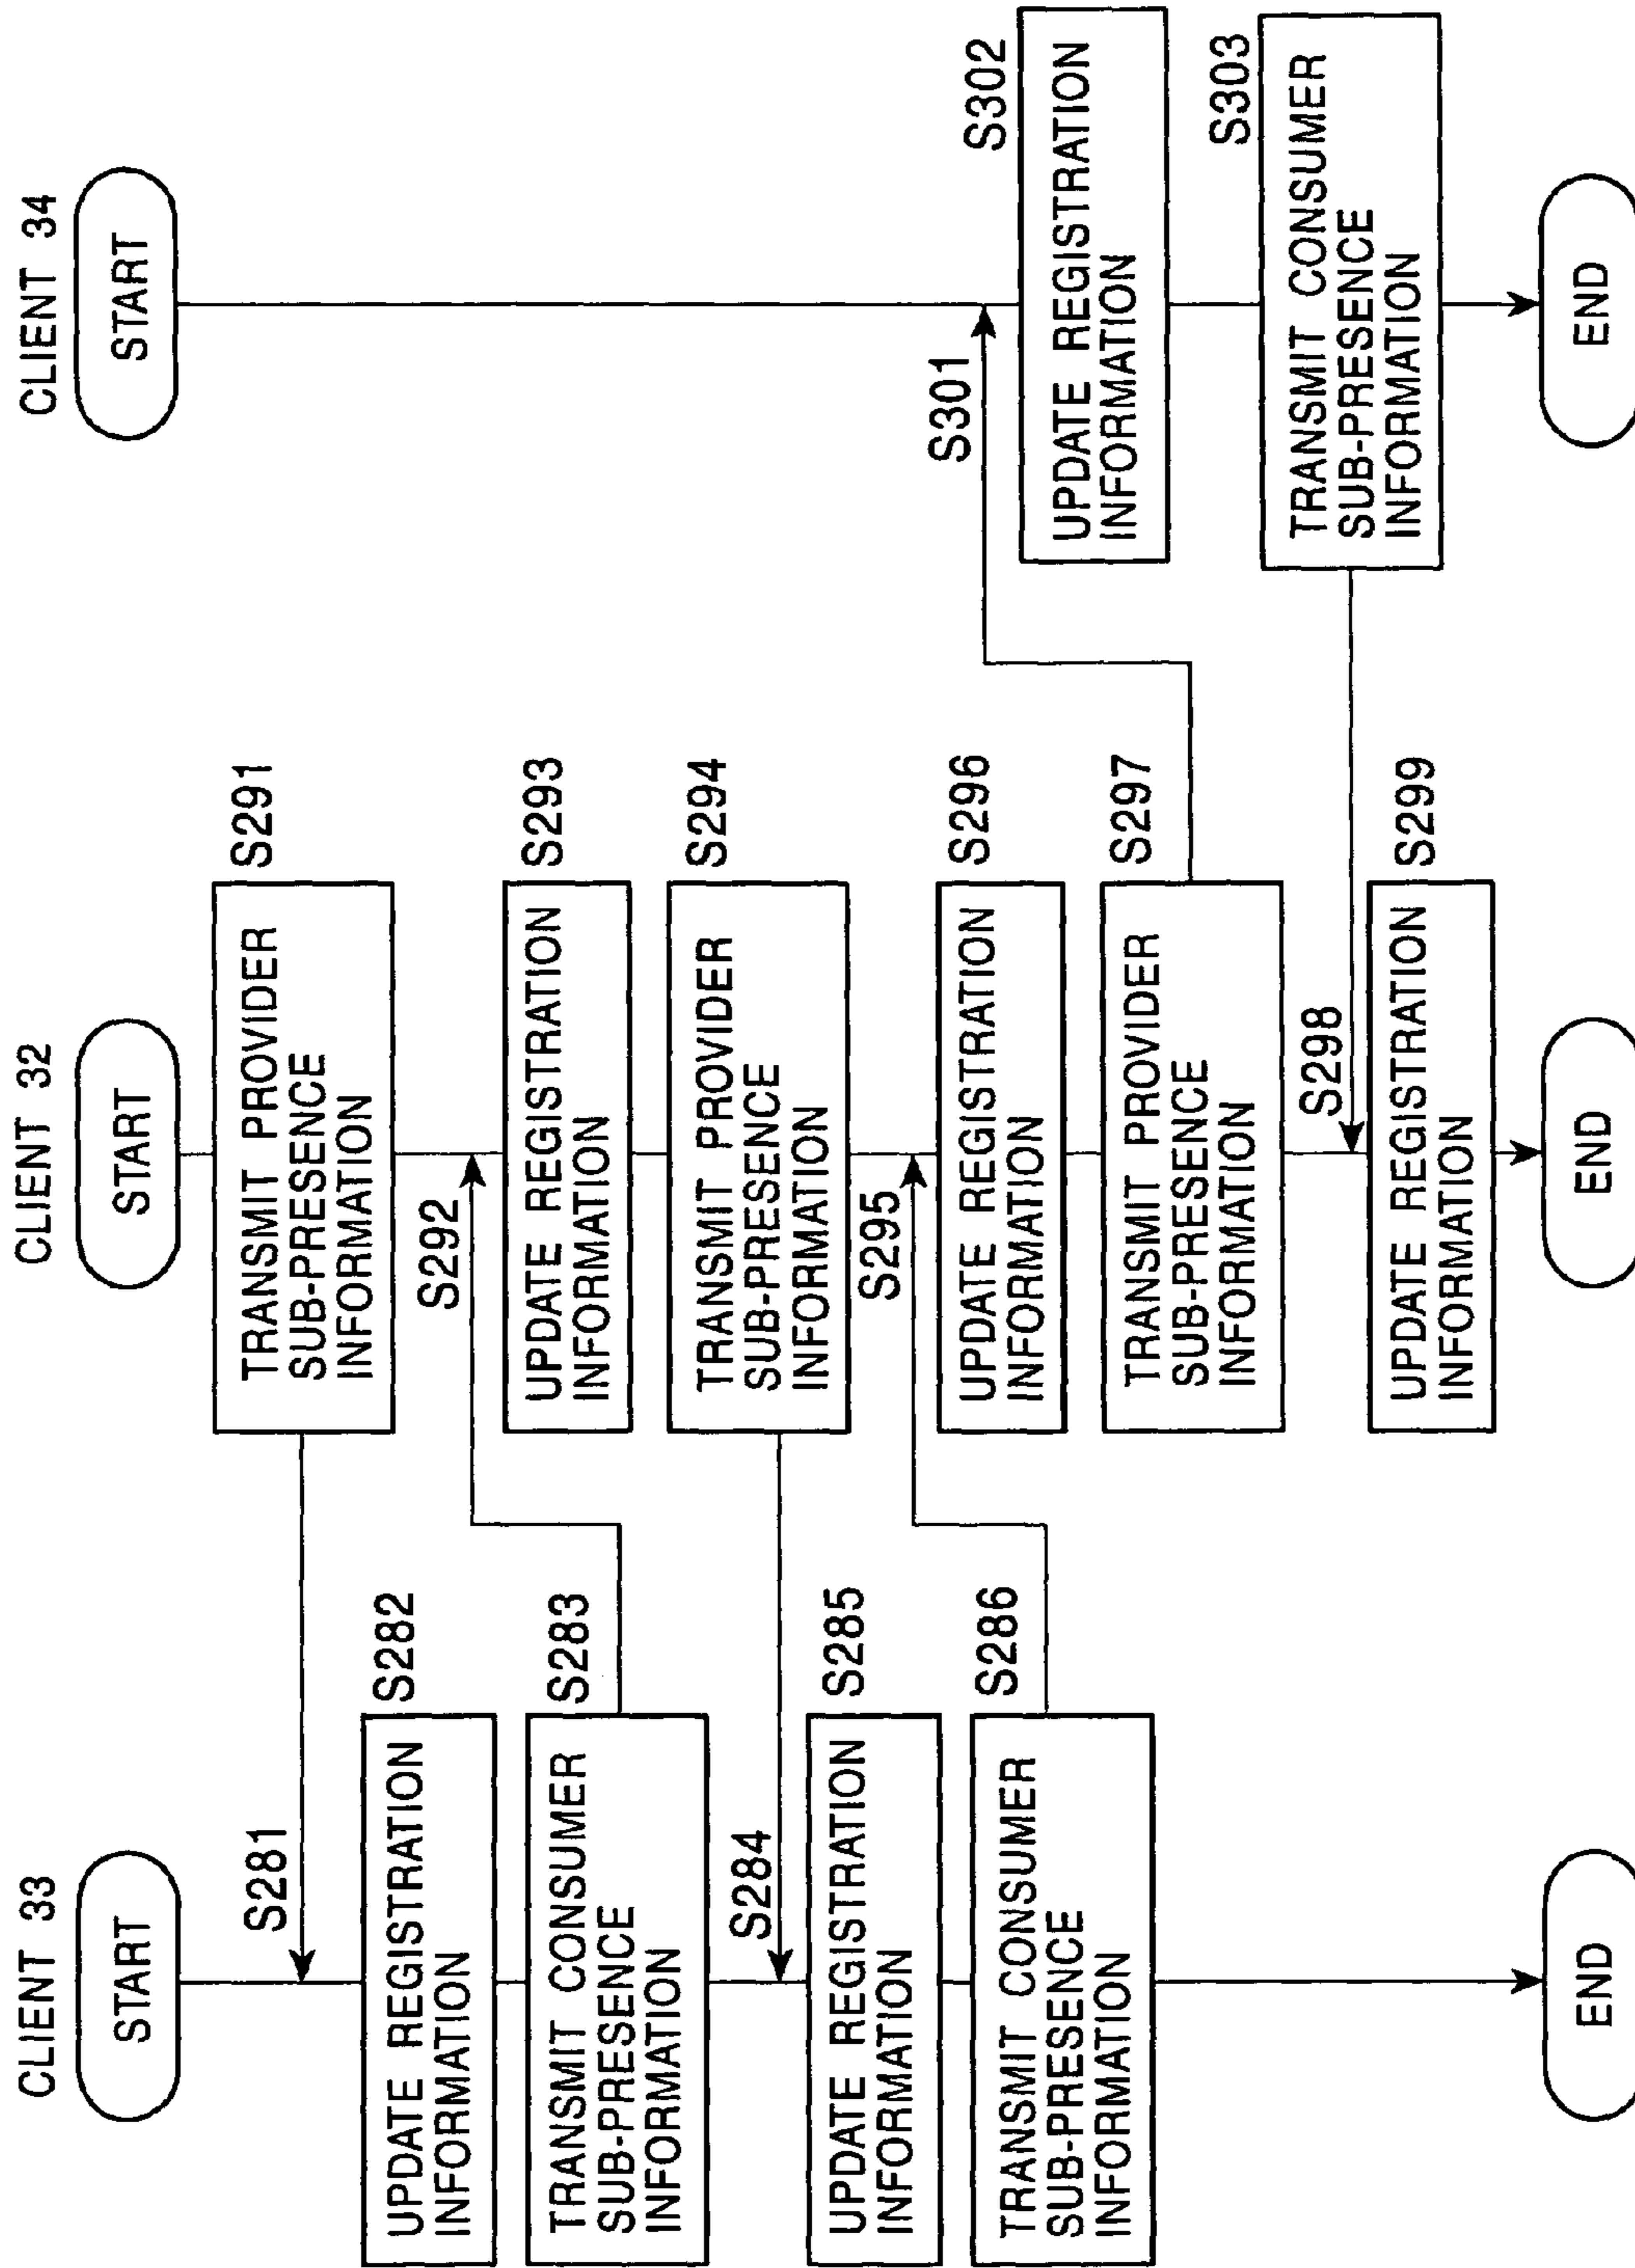 CLIENT 33
START
S281
S282
UPDATE REGISTRATION
INFORMATION
S283
TRANSMIT CONSUMER
SUB-PRESENCE
INFORMATION
S284
S285
UPDATE REGISTRATION
INFORMATION
S286
TRANSMIT CONSUMER
SUB-PRESENCE
INFORMATION
END
CLIENT 32
START
S291
TRANSMIT PROVIDER
SUB-PRESENCE
INFORMATION
S292
S293
UPDATE REGISTRATION
INFORMATION
S294
TRANSMIT PROVIDER
SUB-PRESENCE
INFORMATION
S295
S296
UPDATE REGISTRATION
INFORMATION
S297
TRANSMIT PROVIDER
SUB-PRESENCE
INFORMATION
S298
S299
UPDATE REGISTRATION
INFORMATION
END
CLIENT 34
START
S301
S302
UPDATE REGISTRATION
INFORMATION
S303
TRANSMIT CONSUMER
SUB-PRESENCE
INFORMATION
END